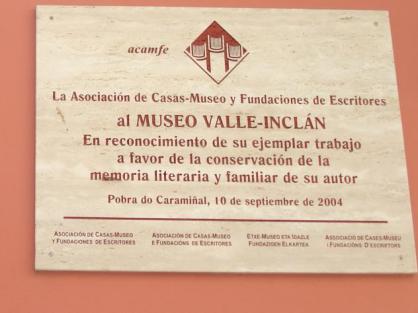 acamfe
La Asociación de Casas-Museo y Fundaciones de Escritores
al MUSEO VALLE-INCLÁN
En reconocimiento de su ejemplar trabajo
a favor de la conservación de la
memoria literaria y familiar de su autor
Pobra do Caramiñal, 10 de septiembre de 2004
ASOCIACIÓN DE CASAS-MUSEO
Y FUNDACIONES DE ESCRITORES
ASOCIACIÓN DE CASAS-MUSEO
E FUNDACIÓNS DE ESCRITORES
ETXE-MUSEO ETA IDAZLE
FUNDAZIOEN ELKARTEA
ASSOCIACIÓ DE CASES-MUSEU
I FUNDACIONS D'ESCRIPTORS